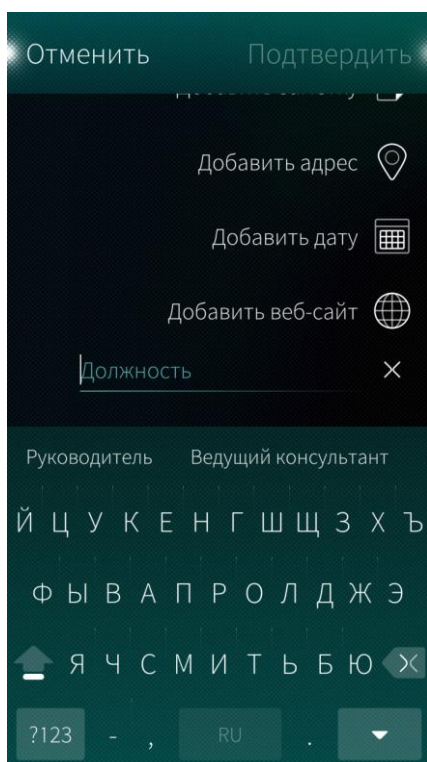 Отменить Подтвердить
Добавить адрес
Добавить дату
Добавить веб-сайт
Должность
Руководитель Ведущий консультант
Й Ц У К Е Н Г Ш Щ З Х Ъ
Ф Ы В А П Р О Л Д Ж Э
Я Ч С М И Т Ь Б Ю
?123 - , RU .